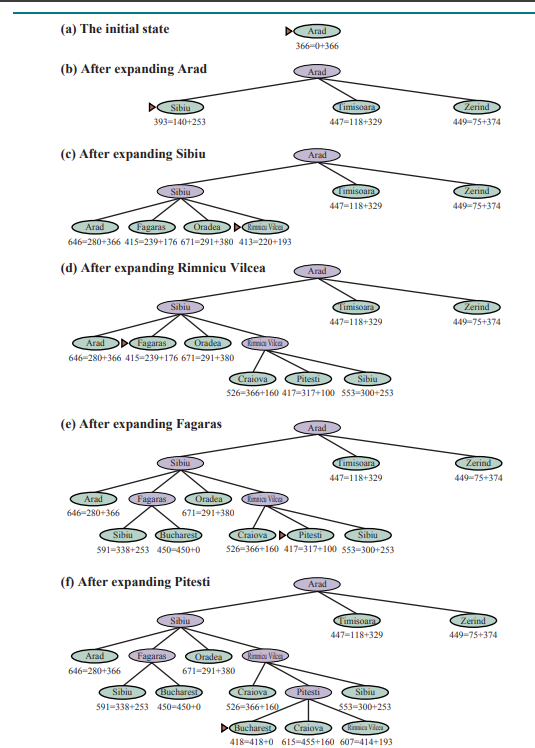 (a) The initial state
Arad
366=0+366
(b) After expanding Arad
Arad
Sibiu Timisoara Zerind
393=140+253 447=118+329 449=75+374
(c) After expanding Sibiu
Arad
Sibiu Timisoara Zerind
447=118+329 449=75+374
Arad Fagaras Oradea Rimnicu Vilcea
646=280+366 415=239+176 671=291+380 413=220+193
(d) After expanding Rimnicu Vilcea
Arad
Sibiu Timisoara Zerind
447=118+329 449=75+374
Arad Fagaras Oradea Rimnicu Vilcea
646=280+366 415=239+176 671=291+380
Craiova Pitesti Sibiu
526=366+160 417=317+100 553=300+253
(e) After expanding Fagaras
Arad
Sibiu Timisoara Zerind
447=118+329 449=75+374
Arad Fagaras Oradea Rimnicu Vilcea
646=280+366 671=291+380
Sibiu Bucharest Craiova Pitesti Sibiu
591=338+253 450=450+0 526=366+160 417=317+100 553=300+253
(f) After expanding Pitesti
Arad
Sibiu Timisoara Zerind
447=118+329 449=75+374
Arad Fagaras Oradea Rimnicu Vilcea
646=280+366 671=291+380
Sibiu Bucharest Craiova Pitesti Sibiu
591=338+253 450=450+0 526=366+160 553=300+253
Bucharest Craiova Rimnicu Vilcea
418=418+0 615=455+160 607=414+193